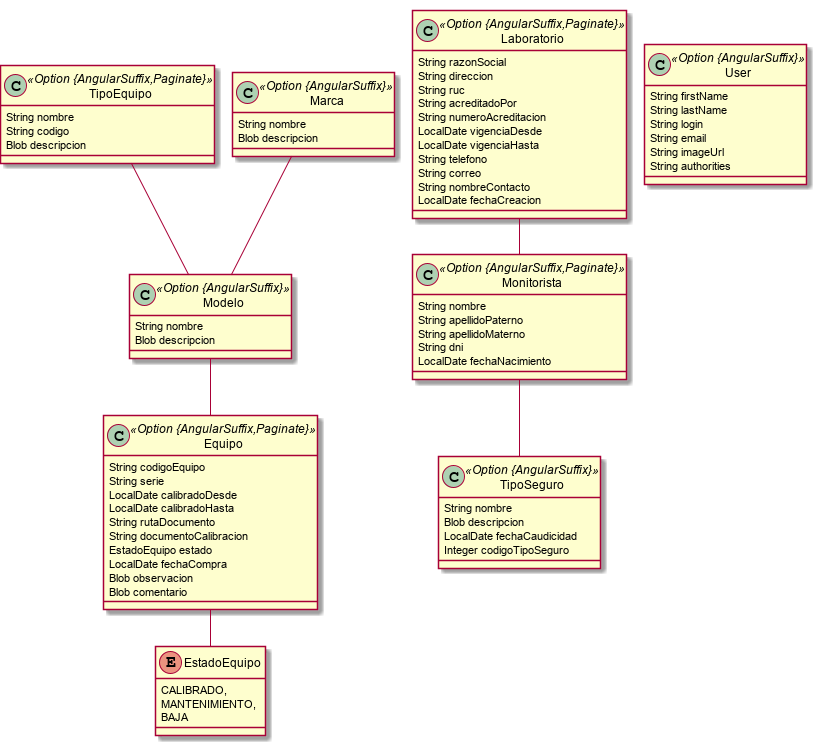 C «Option {AngularSuffix,Paginate}»
TipoEquipo
String nombre
String codigo
Blob descripcion
C «Option {AngularSuffix}»
Marca
String nombre
Blob descripcion
C «Option {AngularSuffix,Paginate}»
Laboratorio
String razonSocial
String direccion
String ruc
String acreditadoPor
String numeroAcreditacion
LocalDate vigenciaDesde
LocalDate vigenciaHasta
String telefono
String correo
String nombreContacto
LocalDate fechaCreacion
C «Option {AngularSuffix}»
User
String firstName
String lastName
String login
String email
String imageUrl
String authorities
C «Option {AngularSuffix}»
Modelo
String nombre
Blob descripcion
C «Option {AngularSuffix,Paginate}»
Monitorista
String nombre
String apellidoPaterno
String apellidoMaterno
String dni
LocalDate fechaNacimiento
C «Option {AngularSuffix,Paginate}»
Equipo
String codigoEquipo
String serie
LocalDate calibradoDesde
LocalDate calibradoHasta
String rutaDocumento
String documentoCalibracion
EstadoEquipo estado
LocalDate fechaCompra
Blob observacion
Blob comentario
C «Option {AngularSuffix}»
TipoSeguro
String nombre
Blob descripcion
LocalDate fechaCaudicidad
Integer codigoTipoSeguro
E EstadoEquipo
CALIBRADO,
MANTENIMIENTO,
BAJA